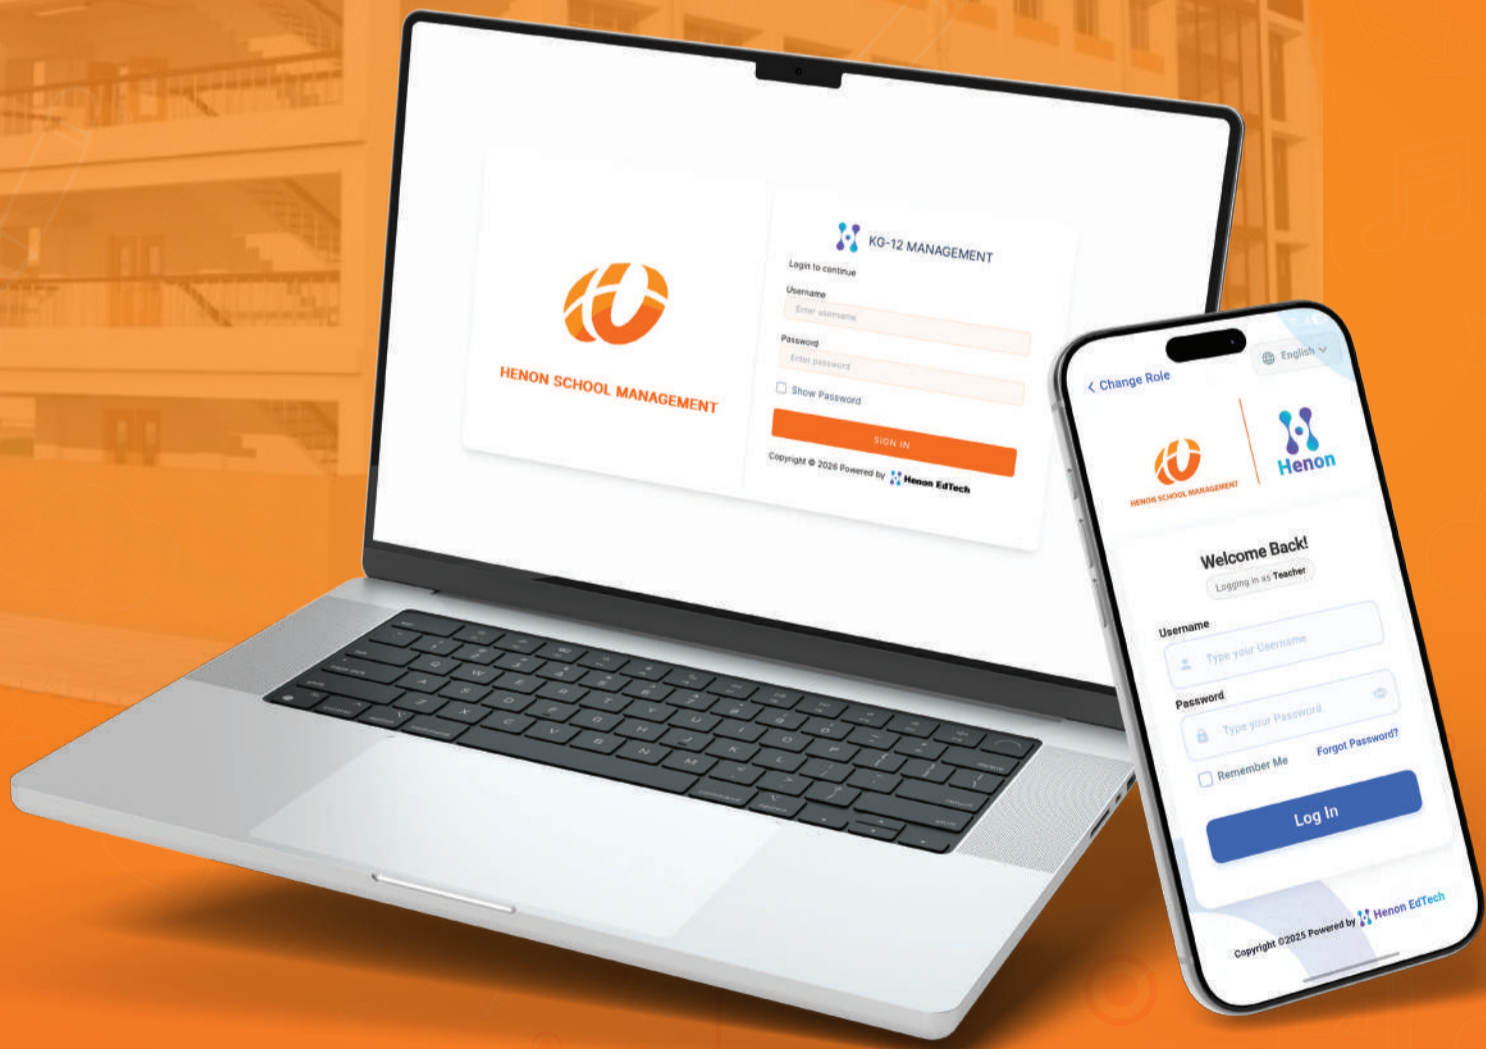 HENON SCHOOL MANAGEMENT
KG-12 MANAGEMENT
Login to continue
Username
Enter username
Password
Enter password
Show Password
SIGN IN
Copyright © 2026 Powered by Henon EdTech
Change Role
English
HENON SCHOOL MANAGEMENT
Henon
Welcome Back!
Logging in as Teacher
Username
Type your Username
Password
Type your Password
Remember Me
Forgot Password?
Log In
Copyright ©2025 Powered by Henon EdTech